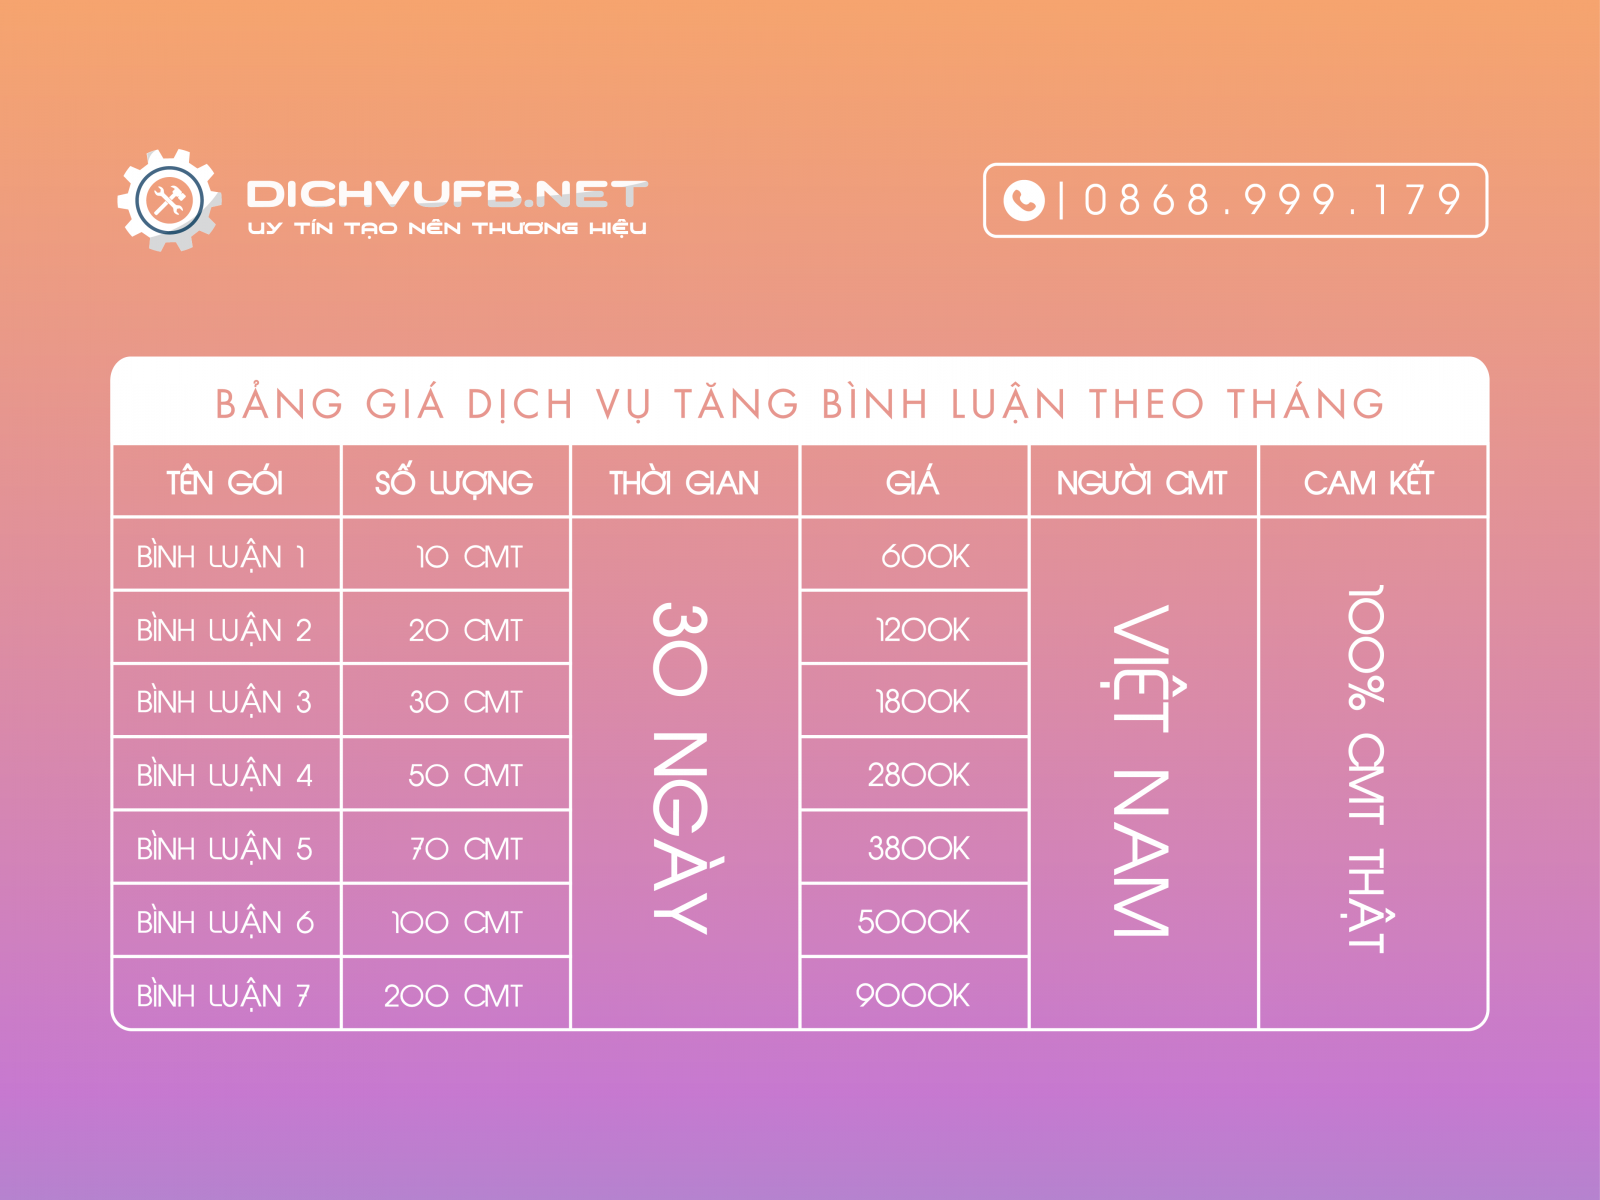 DICHVUFB.NET
UY TÍN TẠO NÊN THƯƠNG HIỆU
0868.999.179
BẢNG GIÁ DỊCH VỤ TĂNG BÌNH LUẬN THEO THÁNG
TÊN GÓI SỐ LƯỢNG THỜI GIAN GIÁ NGƯỜI CMT CAM KẾT
BÌNH LUẬN 1 10 CMT 600K
BÌNH LUẬN 2 20 CMT 1200K
BÌNH LUẬN 3 30 CMT 1800K
BÌNH LUẬN 4 50 CMT 2800K
BÌNH LUẬN 5 70 CMT 3800K
BÌNH LUẬN 6 100 CMT 5000K
BÌNH LUẬN 7 200 CMT 9000K
30 NGÀY
VIỆT NAM
100% CMT THẬT